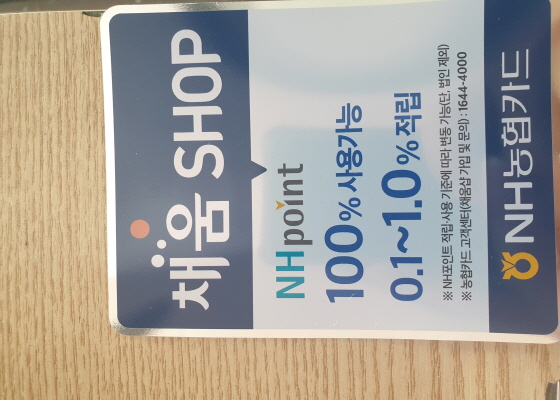 채움 SHOP
NHpoint
100% 사용가능
0.1~1.0% 적립
※ NH포인트 적립·사용 기준에 따라 변동 가능(단, 법인 제외)
※ 농협카드 고객센터(채움샵 가입 및 문의) : 1644-4000
NH농협카드